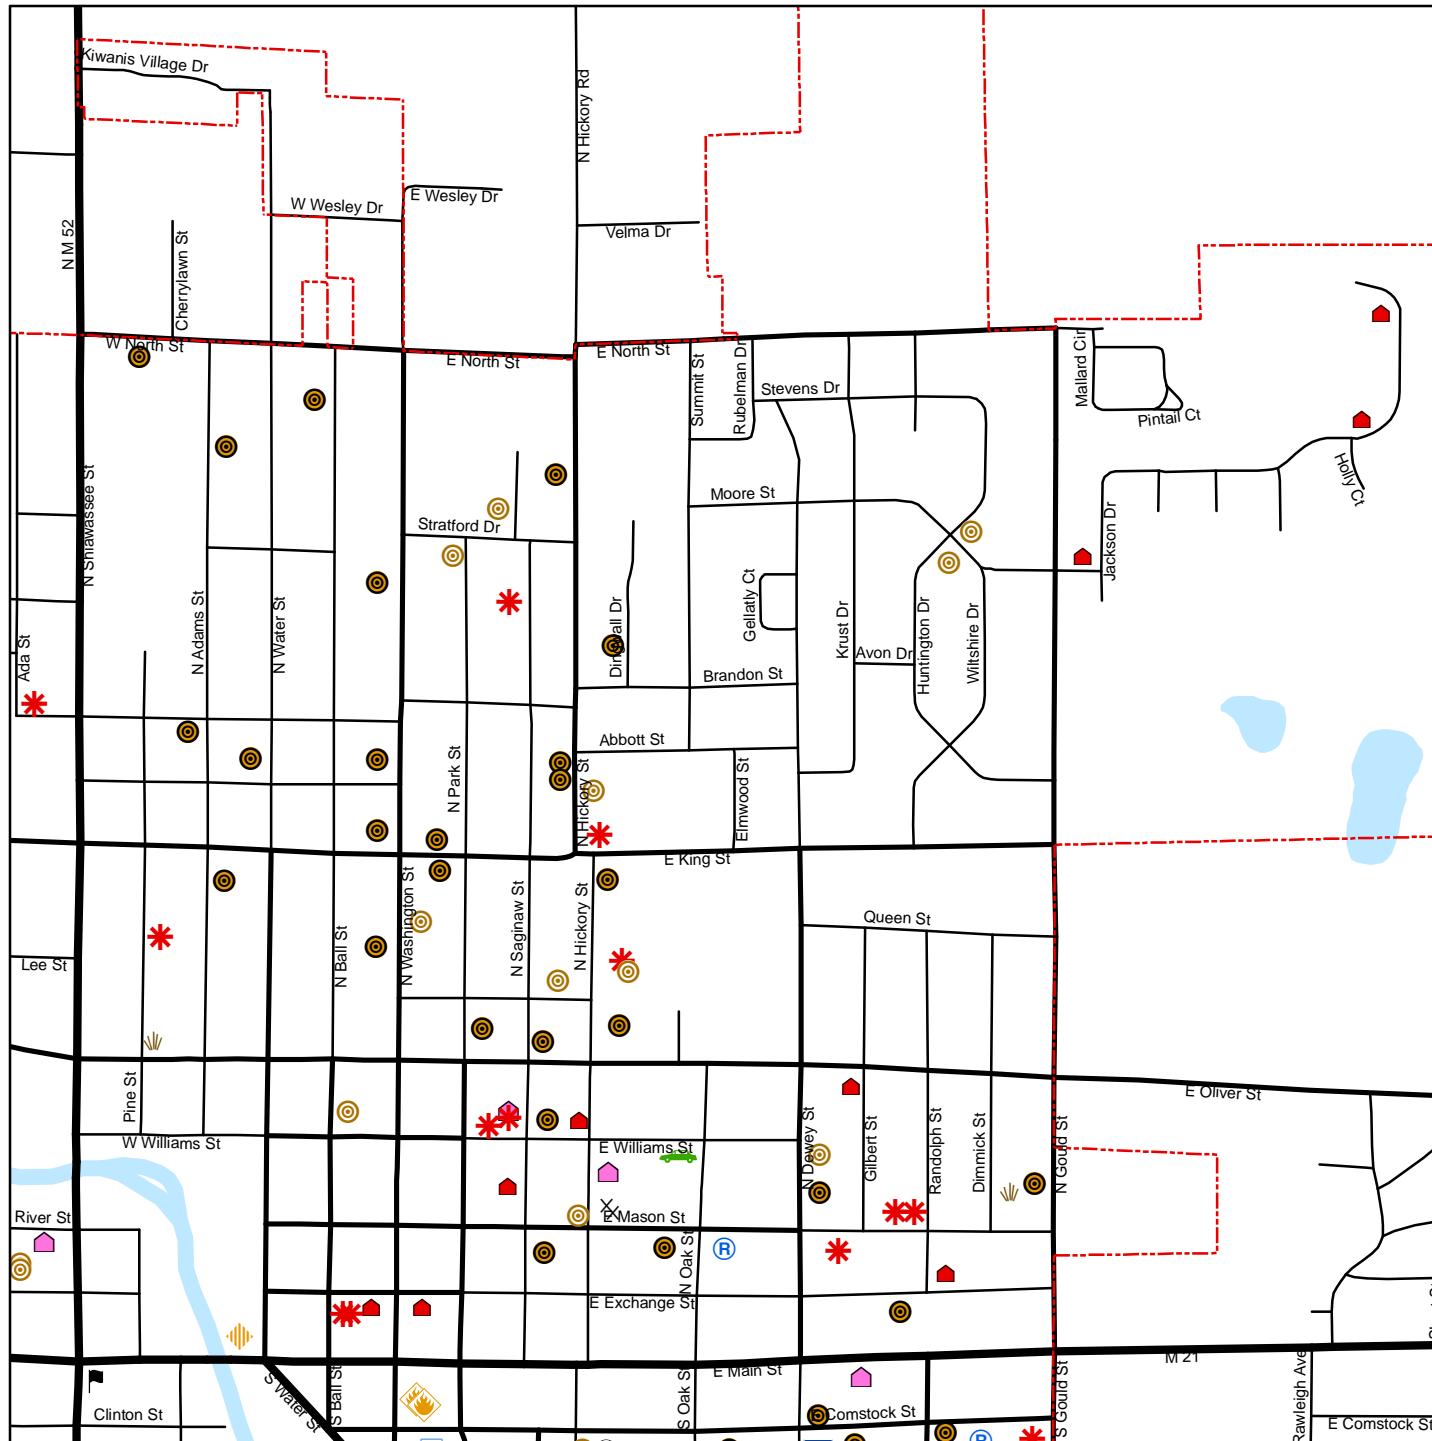 Kiwanis Village Dr
N Hickory Rd
E Wesley Dr
W Wesley Dr
Velma Dr
N M 52
Cherrylawn St
W North St
E North St
E North St
Summit St
Rubelman Dr
Stevens Dr
Mallard Cir
Pintail Ct
Holly Ct
N Shiawassee St
Moore St
Stratford Dr
Jackson Dr
Ada St
N Adams St
N Water St
Gellatly Ct
Krust Dr
Avon Dr
Huntington Dr
Wiltshire Dr
Brandon St
Abbott St
N Park St
N Hickory St
Elmwood St
E King St
N Washington St
N Saginaw St
N Hickory St
Queen St
N Ball St
Lee St
E Oliver St
Pine St
W Williams St
E Williams St
N Dewey St
Gilbert St
Randolph St
Dimmick St
N Gould St
River St
E Mason St
R
N Oak St
E Exchange St
M 21
E Main St
S Water St
S Ball St
S Oak St
S Gould St
Rawleigh Ave
Clinton St
E Comstock St
E Comstock St
R